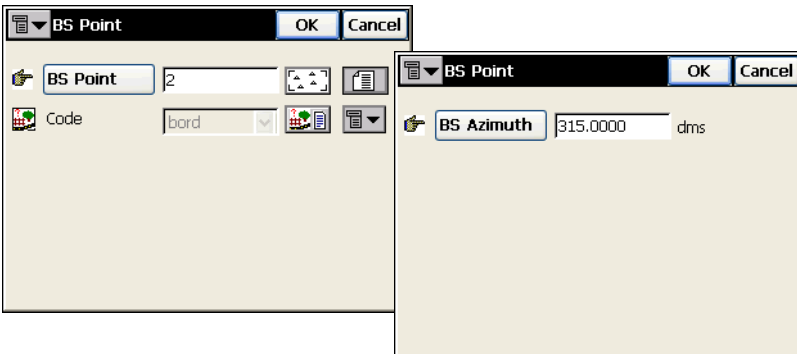 BS Point OK Cancel
BS Point 2
Code bord
BS Point OK Cancel
BS Azimuth 315.0000 dms